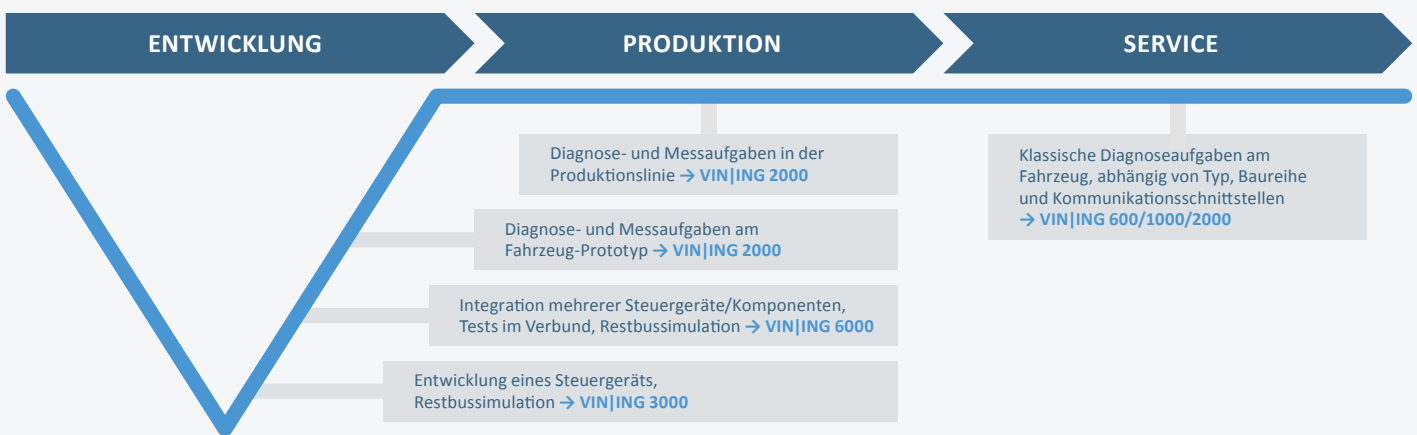 ENTWICKLUNG
PRODUKTION
SERVICE
Diagnose- und Messaufgaben in der
Produktionslinie → VIN|ING 2000
Klassische Diagnoseaufgaben am
Fahrzeug, abhängig von Typ, Baureihe
und Kommunikationsschnittstellen
→ VIN|ING 600/1000/2000
Diagnose- und Messaufgaben am
Fahrzeug-Prototyp → VIN|ING 2000
Integration mehrerer Steuergeräte/Komponenten,
Tests im Verbund, Restbussimulation → VIN|ING 6000
Entwicklung eines Steuergeräts,
Restbussimulation → VIN|ING 3000